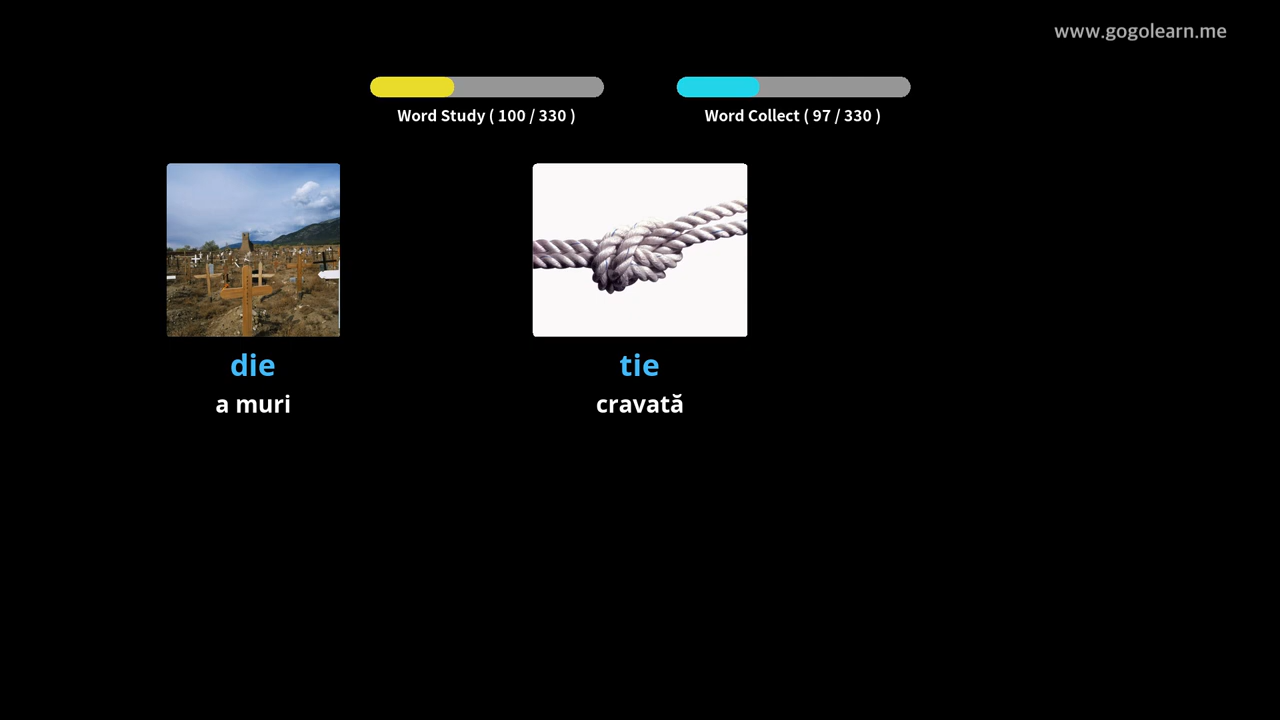 www.gogolearn.me
Word Study ( 100 / 330 )
Word Collect ( 97 / 330 )
die
tie
a muri
cravată